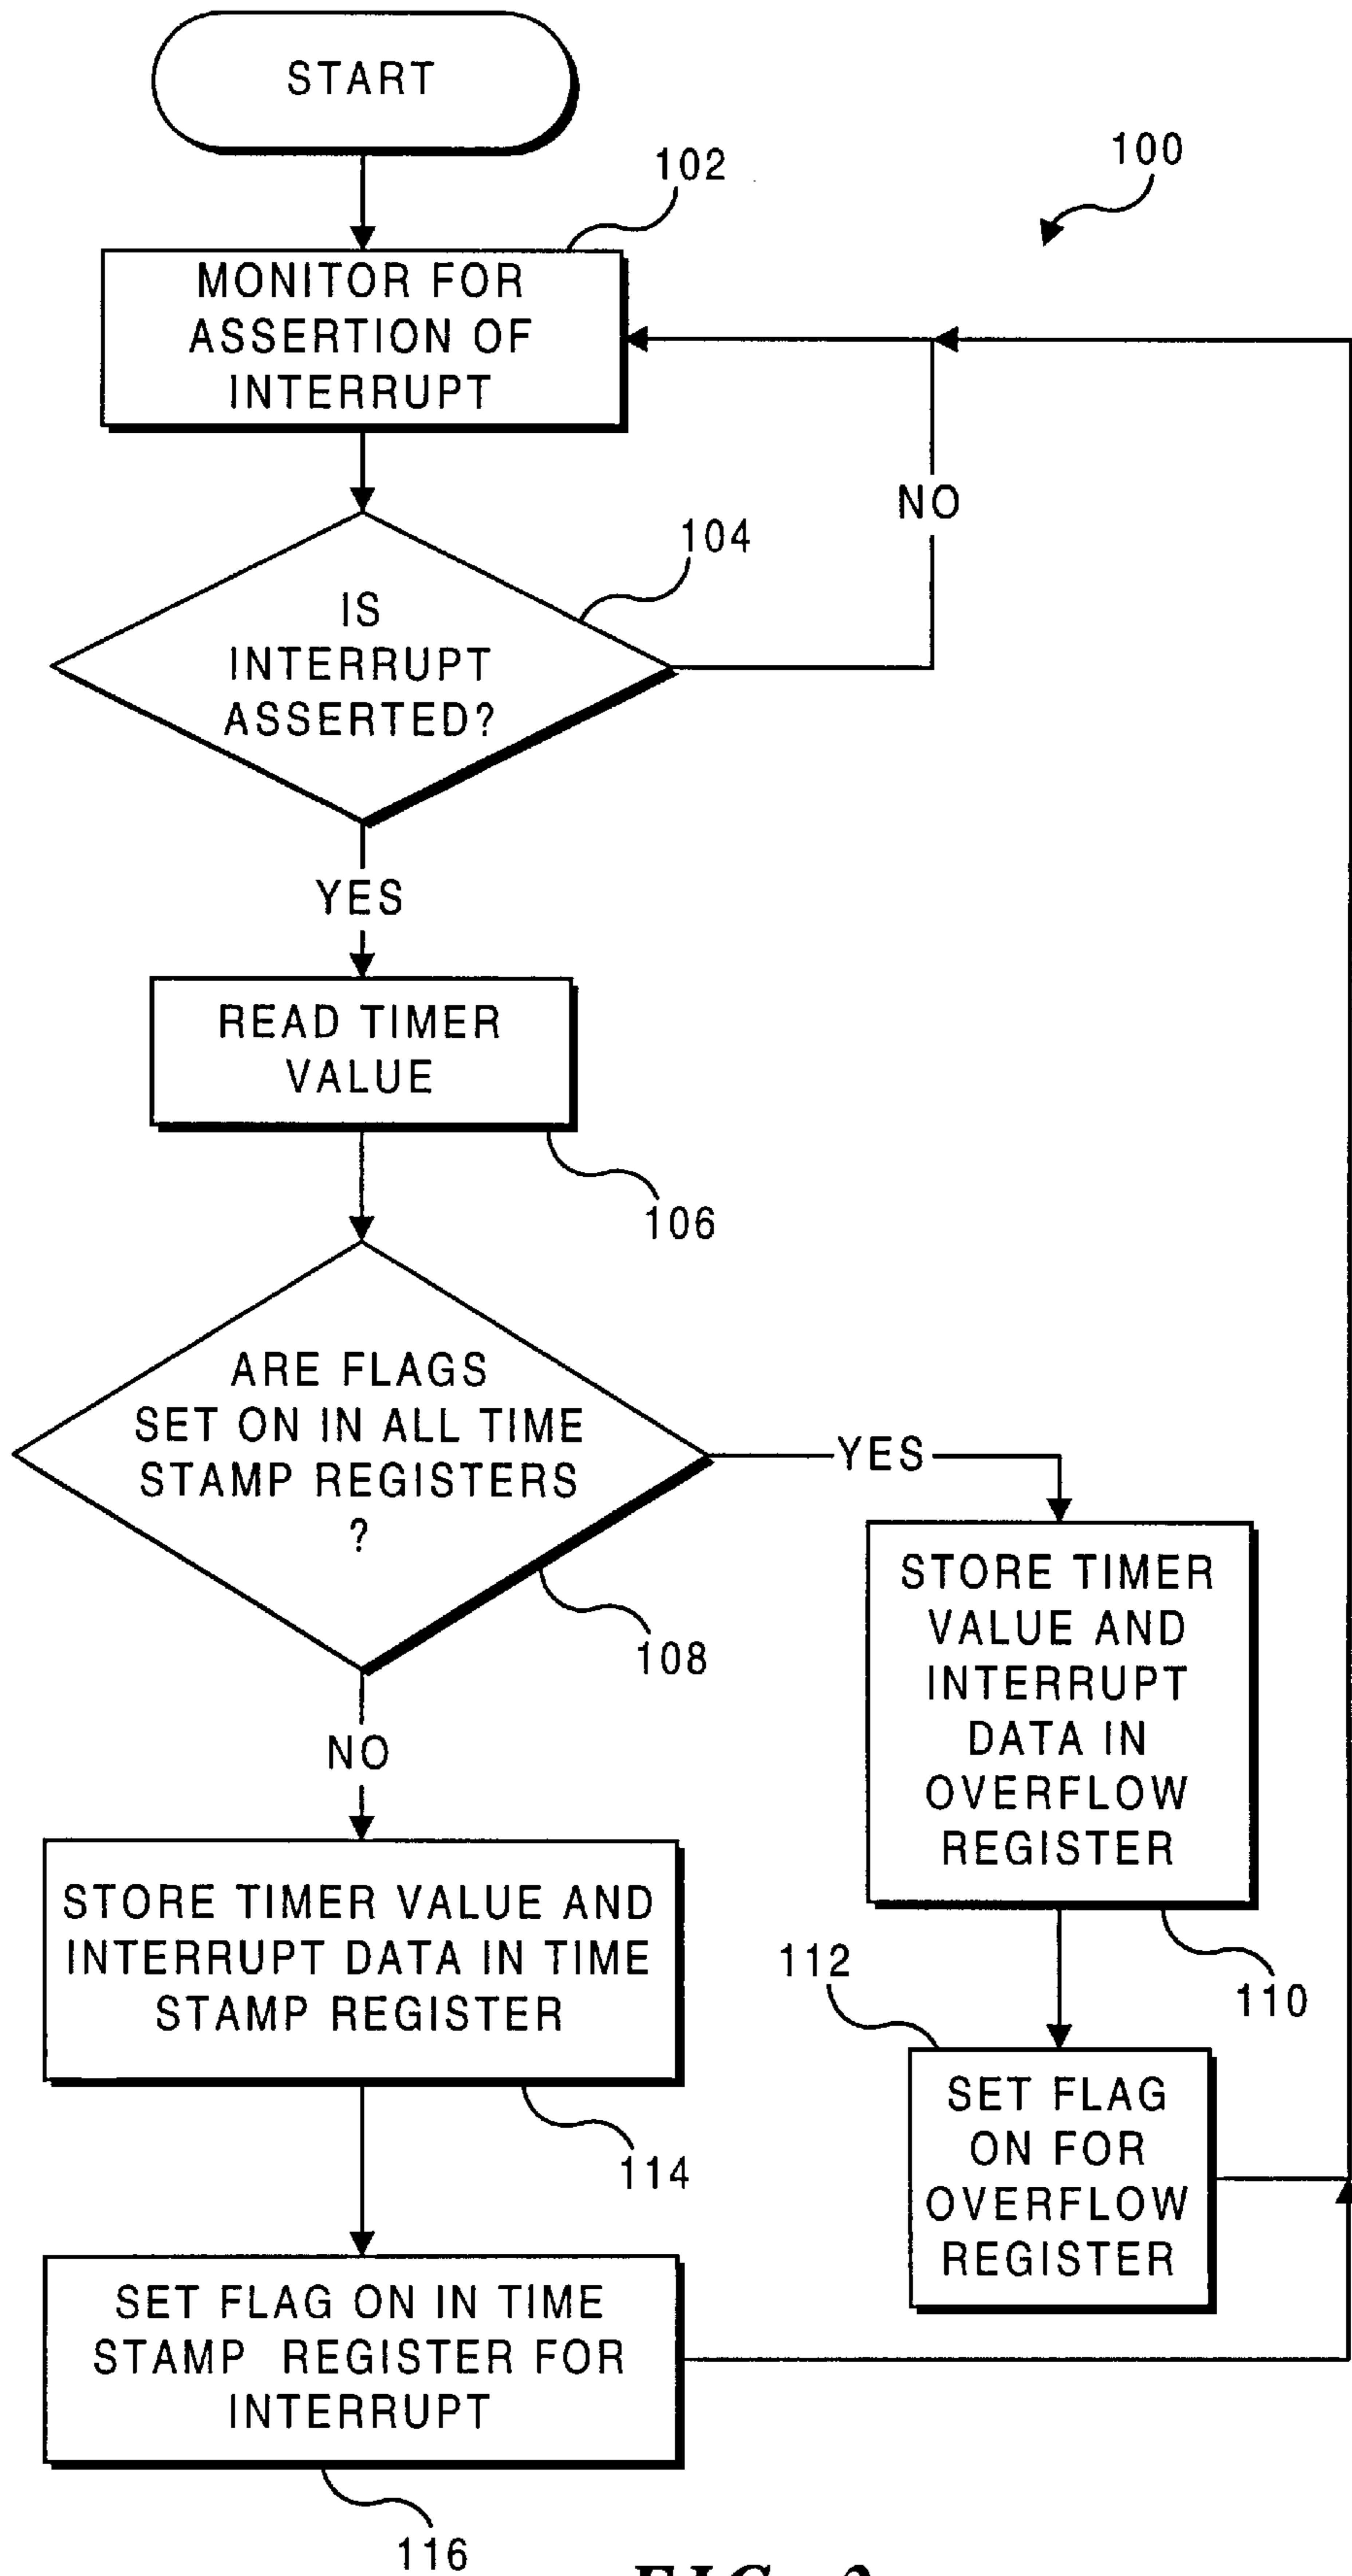 START
102
100
MONITOR FOR
ASSERTION OF
INTERRUPT
NO
104
IS
INTERRUPT
ASSERTED?
YES
READ TIMER
VALUE
106
ARE FLAGS
SET ON IN ALL TIME
STAMP REGISTERS
?
YES
108
NO
STORE TIMER
VALUE AND
INTERRUPT
DATA IN
OVERFLOW
REGISTER
110
STORE TIMER VALUE AND
INTERRUPT DATA IN TIME
STAMP REGISTER
114
112
SET FLAG
ON FOR
OVERFLOW
REGISTER
SET FLAG ON IN TIME
STAMP REGISTER FOR
INTERRUPT
116